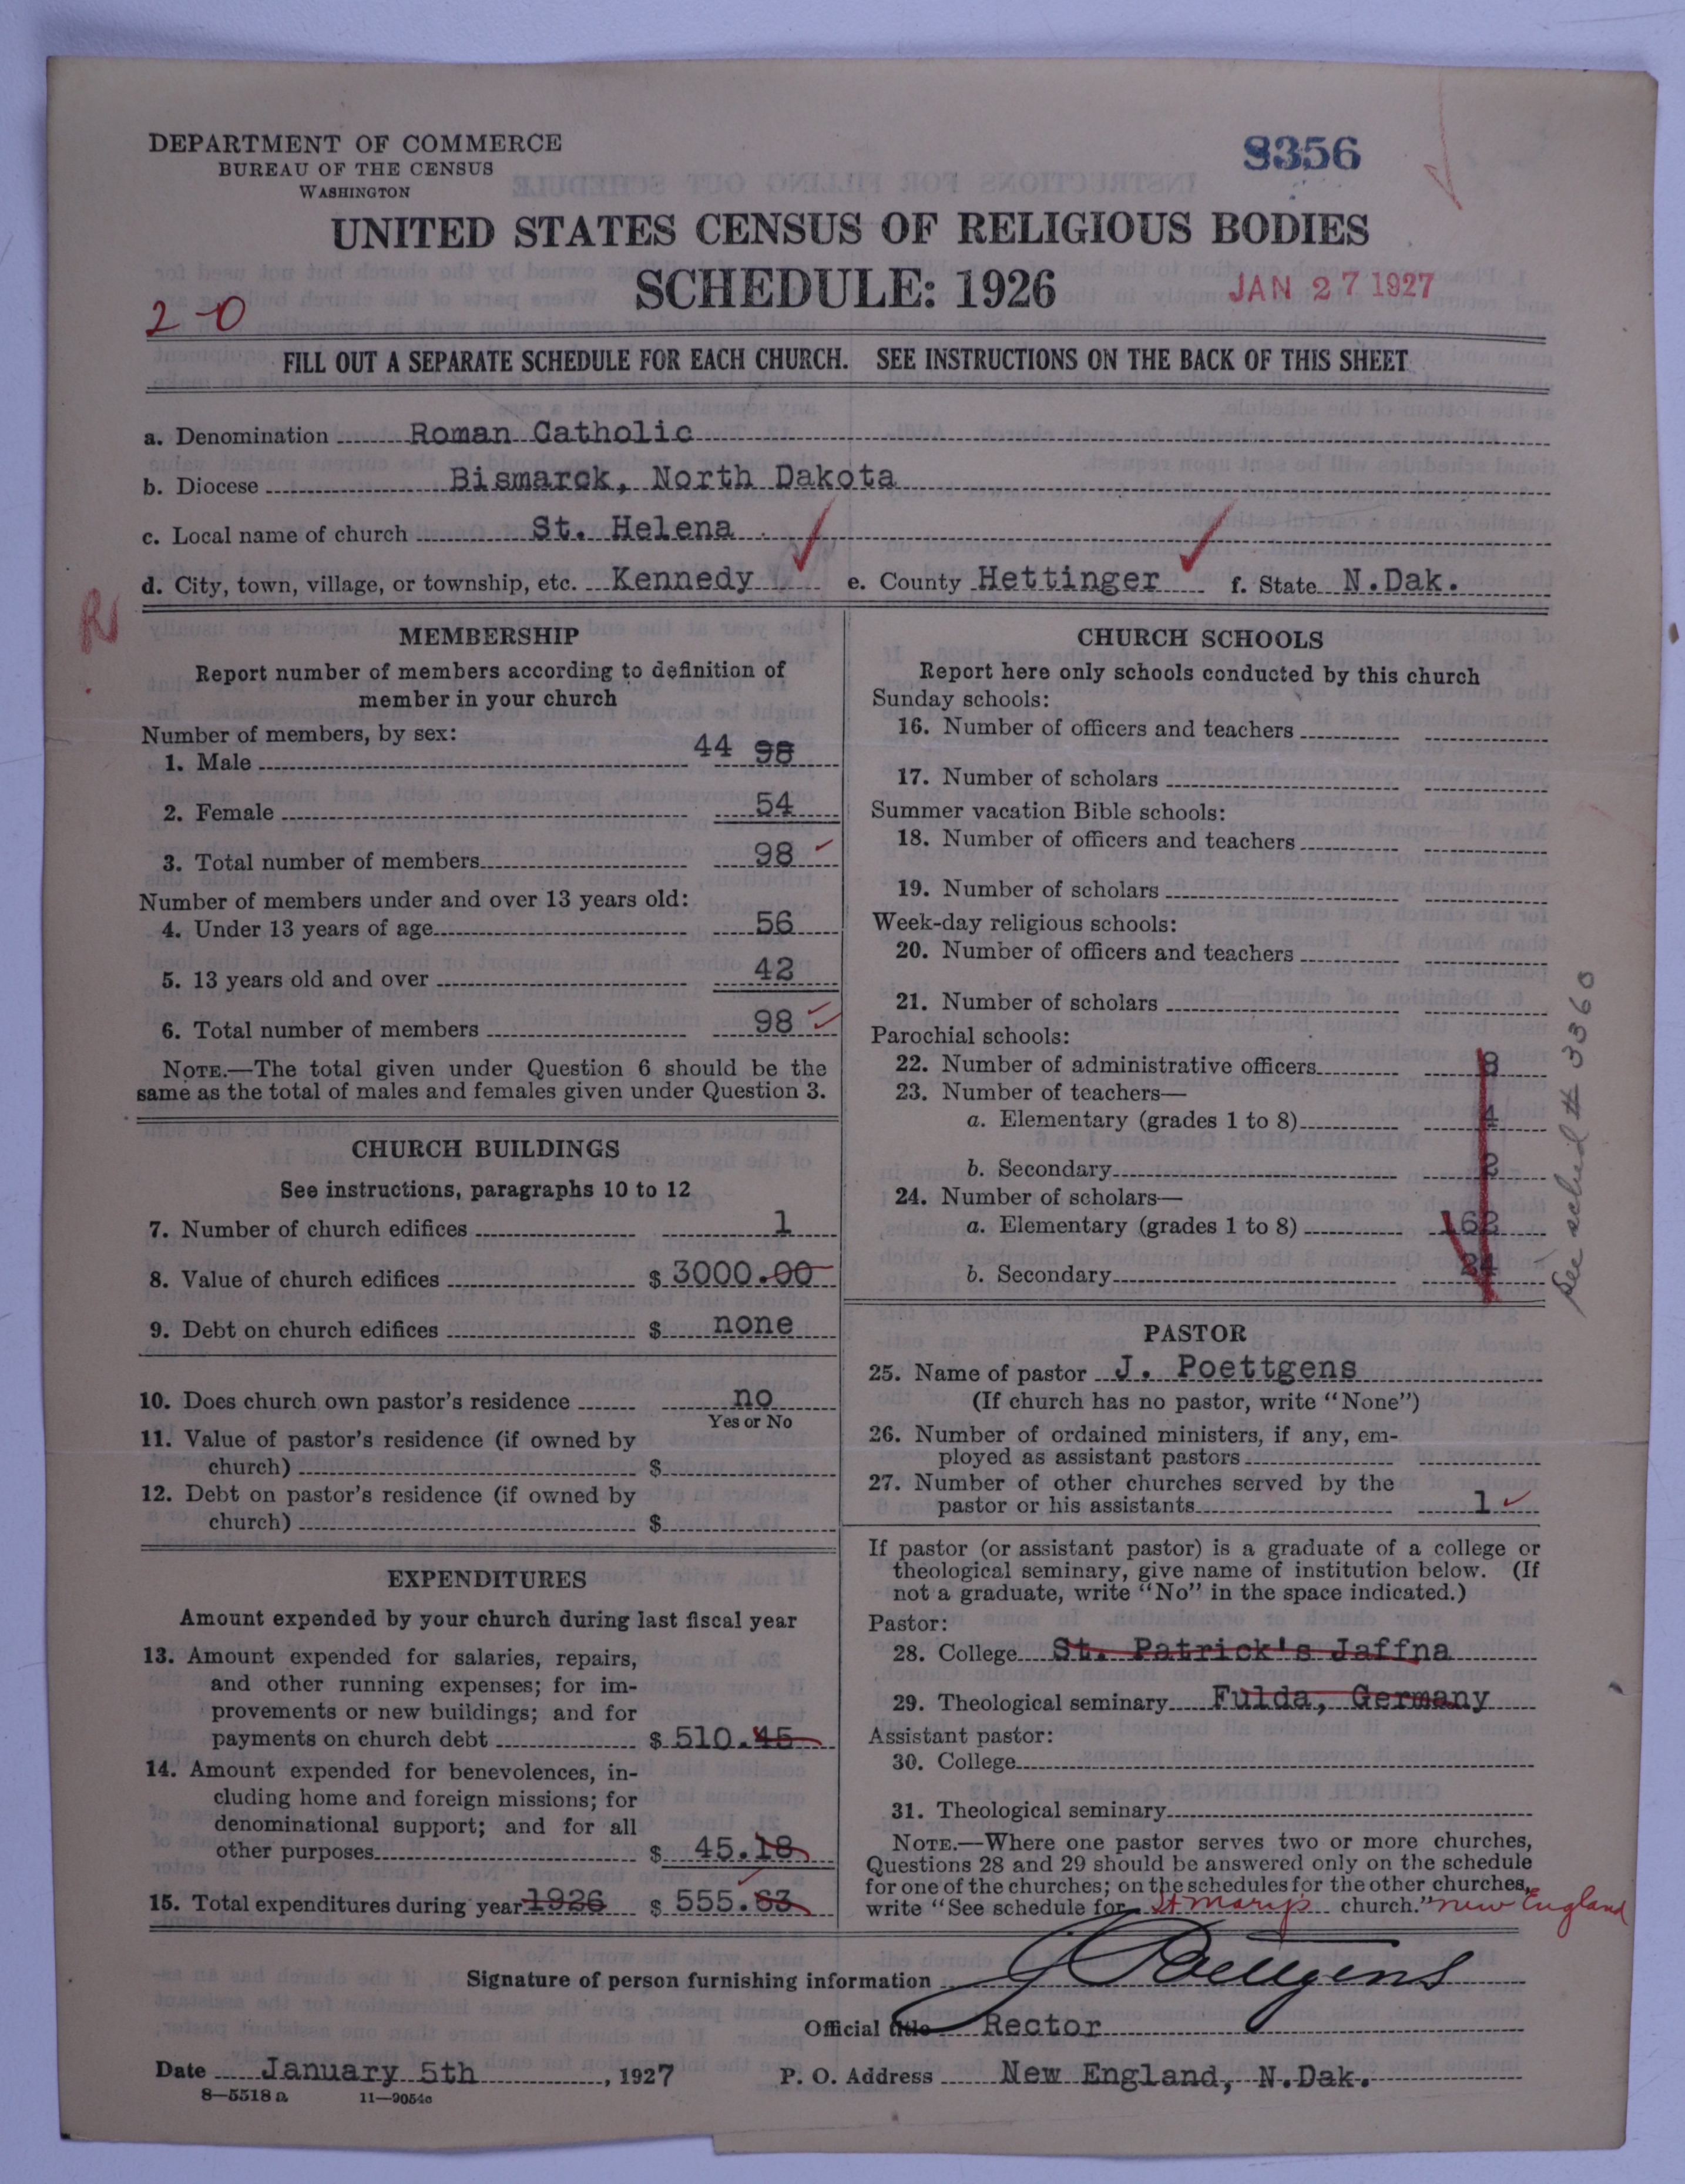 DEPARTMENT OF COMMERCE
BUREAU OF THE CENSUS
WASHINGTON
3356
UNITED STATES CENSUS OF RELIGIOUS BODIES
SCHEDULE: 1926
JAN 27 1927
2-0
FILL OUT A SEPARATE SCHEDULE FOR EACH CHURCH. SEE INSTRUCTIONS ON THE BACK OF THIS SHEET
a. Denomination Roman Catholic
b. Diocese Bismarck, North Dakota
c. Local name of church St. Helena
d. City, town, village, or township, etc. Kennedy e. County Hettinger f. State N.Dak.
R
MEMBERSHIP
Report number of members according to definition of
member in your church
Number of members, by sex:
1. Male 44 98
2. Female 54
3. Total number of members 98
Number of members under and over 13 years old:
4. Under 13 years of age 56
5. 13 years old and over 42
6. Total number of members 98
NOTE.—The total given under Question 6 should be the
same as the total of males and females given under Question 3.
CHURCH BUILDINGS
See instructions, paragraphs 10 to 12
7. Number of church edifices 1
8. Value of church edifices $ 3000.00
9. Debt on church edifices $ none
10. Does church own pastor's residence no
Yes or No
11. Value of pastor's residence (if owned by
church) $
12. Debt on pastor's residence (if owned by
church) $
EXPENDITURES
Amount expended by your church during last fiscal year
13. Amount expended for salaries, repairs,
and other running expenses; for im-
provements or new buildings; and for
payments on church debt $ 510.45
14. Amount expended for benevolences, in-
cluding home and foreign missions; for
denominational support; and for all
other purposes $ 45.18
15. Total expenditures during year 1926 $ 555.63
CHURCH SCHOOLS
Report here only schools conducted by this church
Sunday schools:
16. Number of officers and teachers
17. Number of scholars
Summer vacation Bible schools:
18. Number of officers and teachers
19. Number of scholars
Week-day religious schools:
20. Number of officers and teachers
21. Number of scholars
Parochial schools:
22. Number of administrative officers
23. Number of teachers—
a. Elementary (grades 1 to 8) 4
b. Secondary 2
24. Number of scholars—
a. Elementary (grades 1 to 8) 162
b. Secondary 24
See sched # 3360
PASTOR
25. Name of pastor J. Poettgens
(If church has no pastor, write "None")
26. Number of ordained ministers, if any, em-
ployed as assistant pastors
27. Number of other churches served by the
pastor or his assistants 1
If pastor (or assistant pastor) is a graduate of a college or
theological seminary, give name of institution below. (If
not a graduate, write "No" in the space indicated.)
Pastor:
28. College St. Patrick's Jaffna
29. Theological seminary Fulda, Germany
Assistant pastor:
30. College
31. Theological seminary
NOTE.—Where one pastor serves two or more churches,
Questions 28 and 29 should be answered only on the schedule
for one of the churches; on the schedules for the other churches,
write "See schedule for St Mary's church." New England
Signature of person furnishing information J Poettgens
Official title Rector
Date January 5th, 1927 P. O. Address New England, N.Dak.
8—5518 a 11—9054c